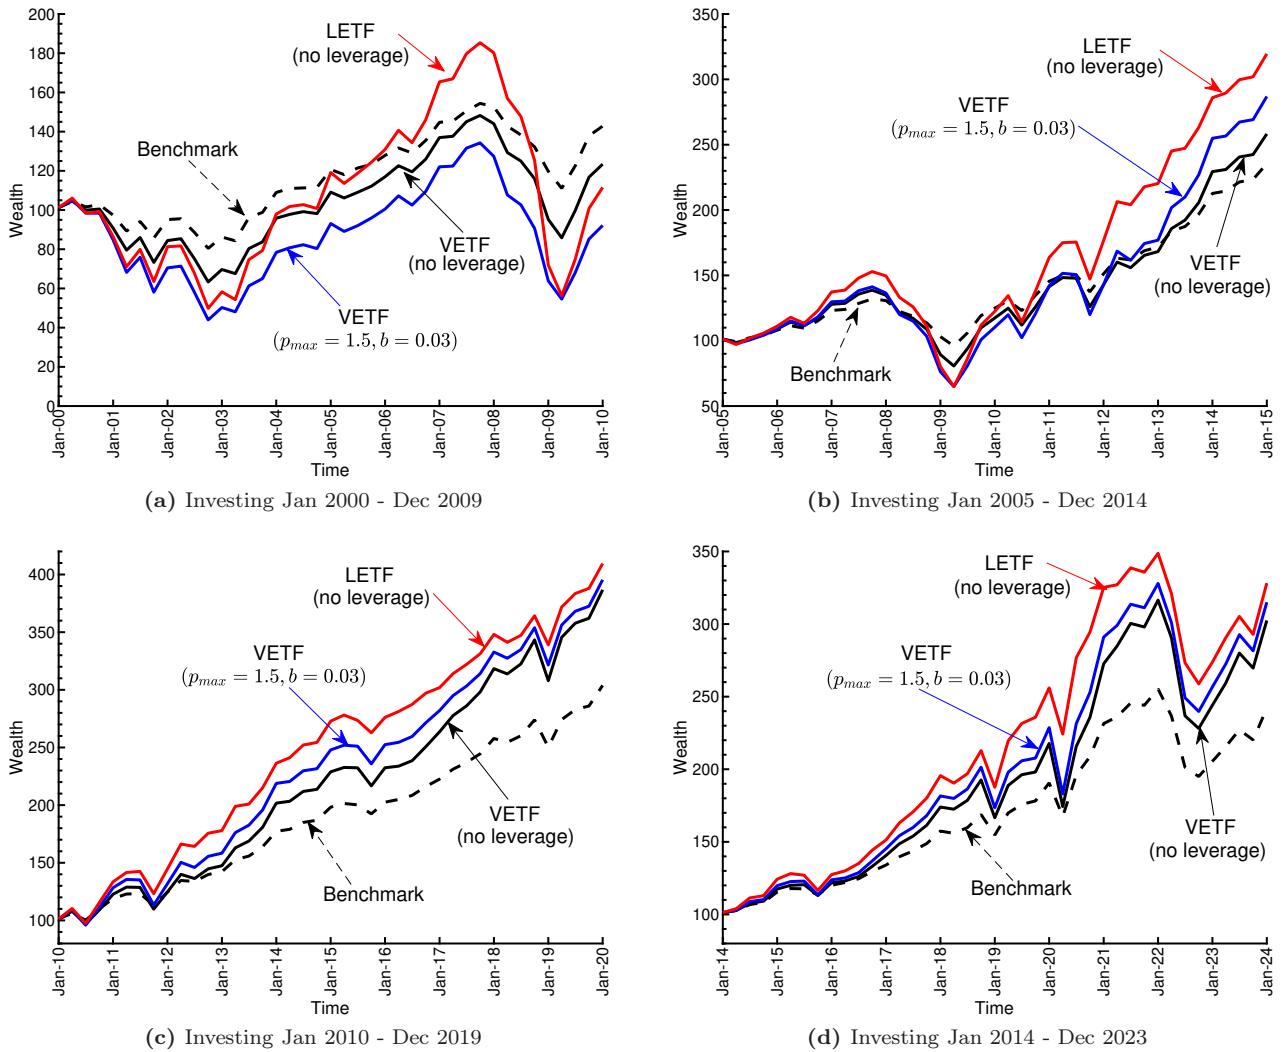 200
180
160
140
120
100
80
60
40
20
0
Wealth
LETF
(no leverage)
Benchmark
VETF
(no leverage)
VETF
(p_max = 1.5, b = 0.03)
Jan-00
Jan-01
Jan-02
Jan-03
Jan-04
Jan-05
Jan-06
Jan-07
Jan-08
Jan-09
Jan-10
Time
(a) Investing Jan 2000 - Dec 2009
350
300
250
200
150
100
50
Wealth
LETF
(no leverage)
VETF
(p_max = 1.5, b = 0.03)
VETF
(no leverage)
Benchmark
Jan-05
Jan-06
Jan-07
Jan-08
Jan-09
Jan-10
Jan-11
Jan-12
Jan-13
Jan-14
Jan-15
Time
(b) Investing Jan 2005 - Dec 2014
400
350
300
250
200
150
100
Wealth
LETF
(no leverage)
VETF
(p_max = 1.5, b = 0.03)
VETF
(no leverage)
Benchmark
Jan-10
Jan-11
Jan-12
Jan-13
Jan-14
Jan-15
Jan-16
Jan-17
Jan-18
Jan-19
Jan-20
Time
(c) Investing Jan 2010 - Dec 2019
350
300
250
200
150
100
Wealth
LETF
(no leverage)
VETF
(p_max = 1.5, b = 0.03)
VETF
(no leverage)
Benchmark
Jan-14
Jan-15
Jan-16
Jan-17
Jan-18
Jan-19
Jan-20
Jan-21
Jan-22
Jan-23
Jan-24
Time
(d) Investing Jan 2014 - Dec 2023